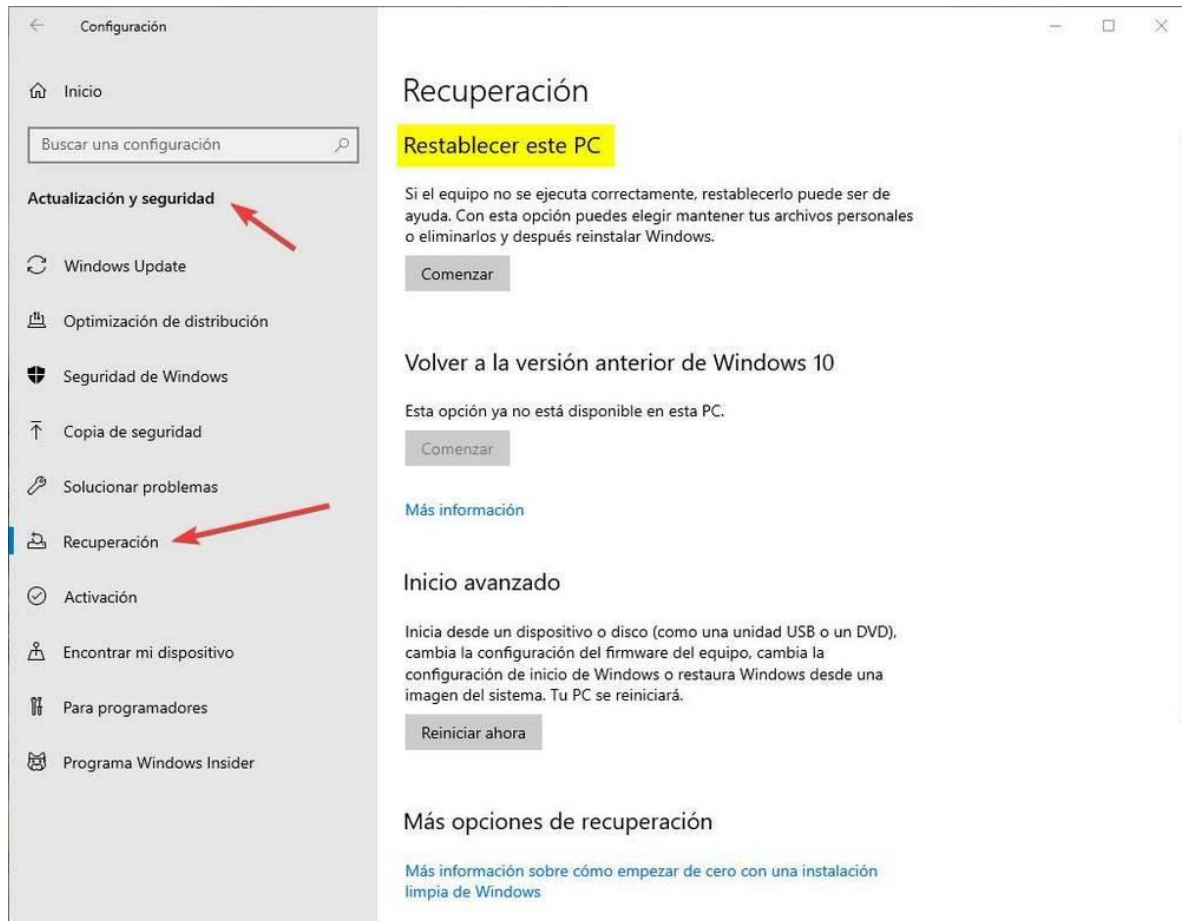 Configuración
Inicio
Buscar una configuración
Actualización y seguridad
Windows Update
Optimización de distribución
Seguridad de Windows
Copia de seguridad
Solucionar problemas
Recuperación
Activación
Encontrar mi dispositivo
Para programadores
Programa Windows Insider
Recuperación
Restablecer este PC
Si el equipo no se ejecuta correctamente, restablecerlo puede ser de
ayuda. Con esta opción puedes elegir mantener tus archivos personales
o eliminarlos y después reinstalar Windows.
Comenzar
Volver a la versión anterior de Windows 10
Esta opción ya no está disponible en esta PC.
Comenzar
Más información
Inicio avanzado
Inicia desde un dispositivo o disco (como una unidad USB o un DVD),
cambia la configuración del firmware del equipo, cambia la
configuración de inicio de Windows o restaura Windows desde una
imagen del sistema. Tu PC se reiniciará.
Reiniciar ahora
Más opciones de recuperación
Más información sobre cómo empezar de cero con una instalación
limpia de Windows